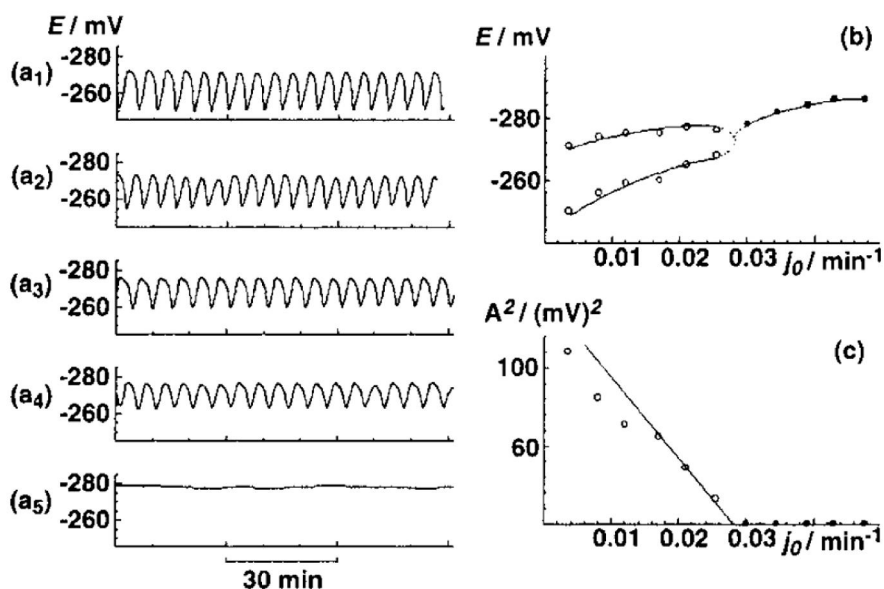 E / mV
(a1)
-280
-260
(a2)
-280
-260
(a3)
-280
-260
(a4)
-280
-260
(a5)
-280
-260
30 min
E / mV
(b)
-280
-260
0.01 0.02 0.03 j0 / min-1
A2 / (mV)2
(c)
100
60
0.01 0.02 0.03 j0 / min-1